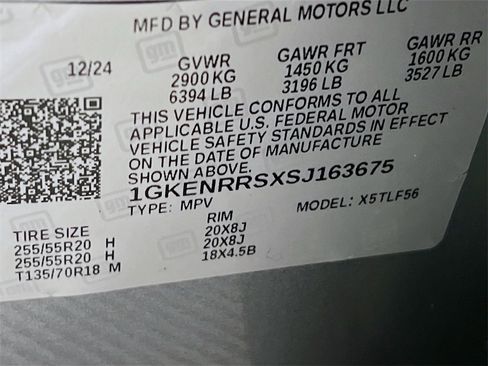 MFD BY GENERAL MOTORS LLC
12/24 GVWR GAWR FRT GAWR RR
2900 KG 1450 KG 1600 KG
6394 LB 3196 LB 3527 LB
THIS VEHICLE CONFORMS TO ALL
APPLICABLE U.S. FEDERAL MOTOR
VEHICLE SAFETY STANDARDS IN EFFECT
ON THE DATE OF MANUFACTURE
SHOWN ABOVE.
1GKENRRSXSJ163675
TYPE: MPV MODEL: X5TLF56
TIRE SIZE RIM
255/55R20 H 20X8J
255/55R20 H 20X8J
T135/70R18 M 18X4.5B